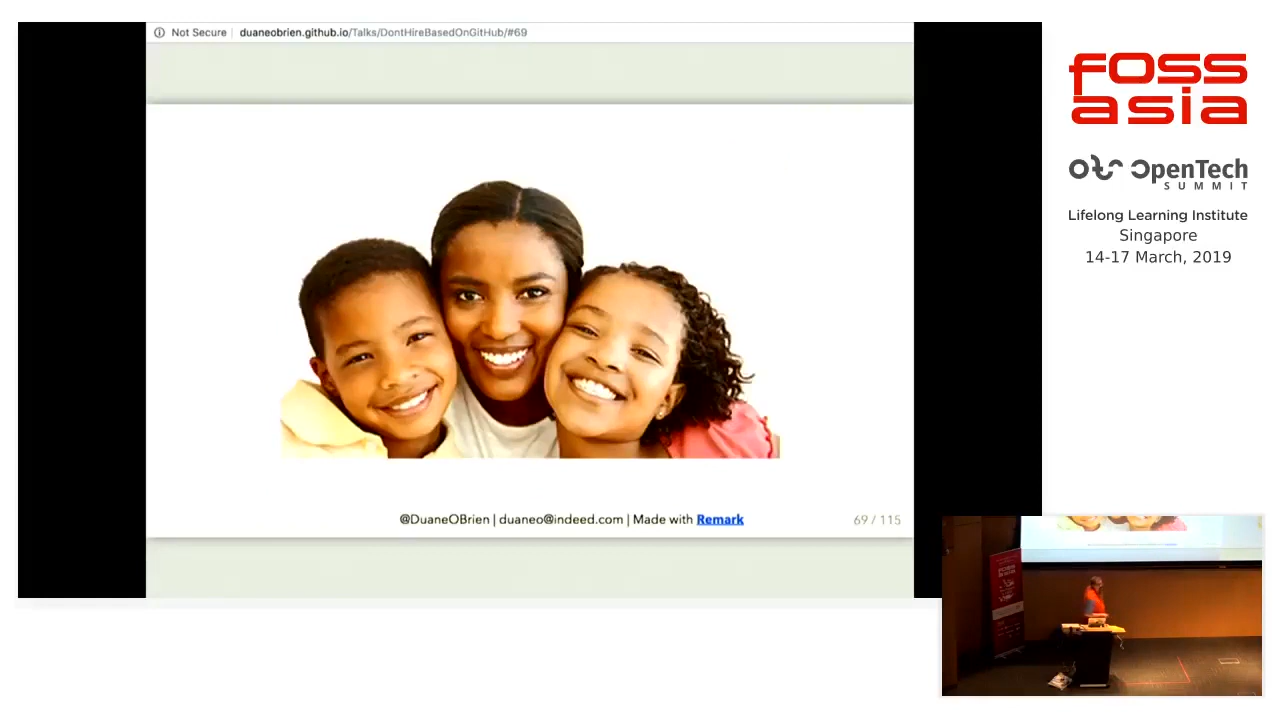 Not Secure
duaneobrien.github.io/Talks/DontHireBasedOnGitHub/#69
@DuaneOBrien | duaneo@indeed.com | Made with Remark
69 / 115
FOSS
asia
OpenTech
SUMMIT
Lifelong Learning Institute
Singapore
14-17 March, 2019